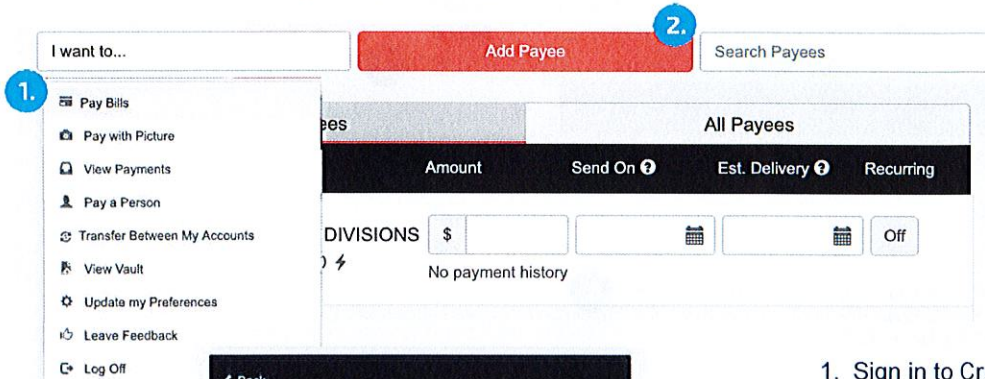 2.
I want to...
Add Payee
Search Payees
1.
Pay Bills
Pay with Picture
View Payments
Pay a Person
Transfer Between My Accounts
View Vault
Update my Preferences
Leave Feedback
Log Off
ees
All Payees
Amount Send On Est. Delivery Recurring
DIVISIONS $ Off
No payment history
1. Sign in to Cr